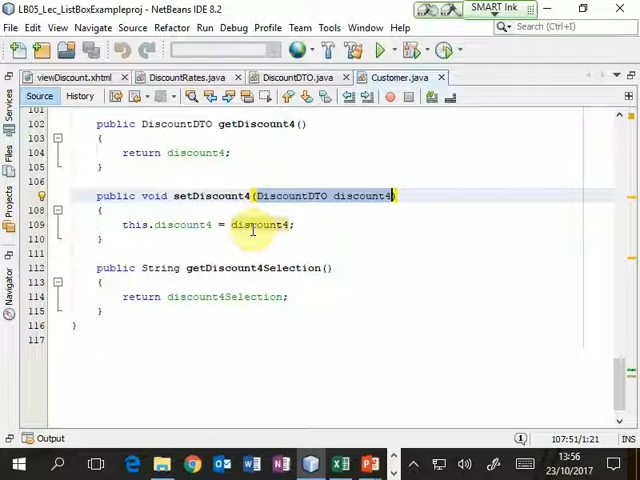 LB05_Lec_ListBoxExampleproj - NetBeans IDE 8.2
SMART Ink
File Edit View Navigate Source Refactor Run Debug Profile Team Tools Window Help
Search (Ctrl+I)
viewDiscount.xhtml DiscountRates.java DiscountDTO.java Customer.java
Source History
Services
Files
Projects
Navigator
101
102 public DiscountDTO getDiscount4()
103 {
104 return discount4;
105 }
106
public void setDiscount4(DiscountDTO discount4)
108 {
109 this.discount4 = discount4;
110 }
111
112 public String getDiscount4Selection()
113 {
114 return discount4Selection;
115 }
116 }
117
Output
107:51/1:21 INS
13:56
23/10/2017